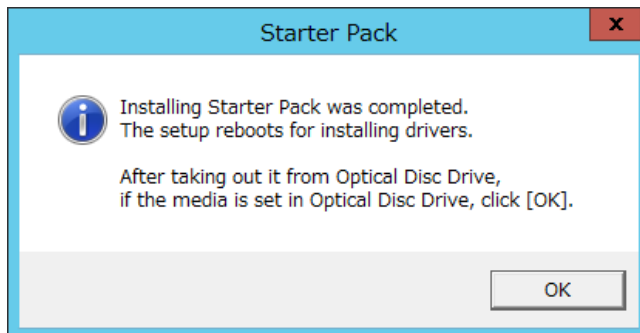 Starter Pack
x
Installing Starter Pack was completed.
The setup reboots for installing drivers.
After taking out it from Optical Disc Drive,
if the media is set in Optical Disc Drive, click [OK].
OK